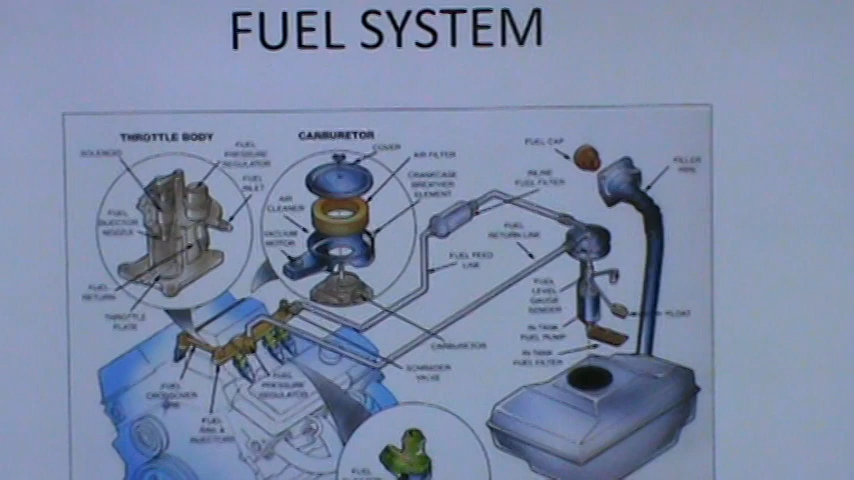 FUEL SYSTEM
THROTTLE BODY
SOLENOID
FUEL
PRESSURE
REGULATOR
FUEL
INLET
FUEL
INJECTOR
NOZZLE
FUEL
RETURN
THROTTLE
PLATE
CARBURETOR
COVER
AIR FILTER
CRANKCASE
BREATHER
ELEMENT
AIR
CLEANER
VACUUM
MOTOR
CARBURETOR
FUEL CAP
FILLER
INLINE
FUEL FILTER
FUEL
RETURN LINE
FUEL FEED
LINE
FUEL
LEVEL
GAUGE
SENDER
FLOAT
IN-TANK
FUEL PUMP
IN-TANK
FUEL FILTER
SCHRADER
VALVE
FUEL
PRESSURE
REGULATOR
FUEL
CROSSOVER
FUEL
RAIL &
INJECTORS
FUEL